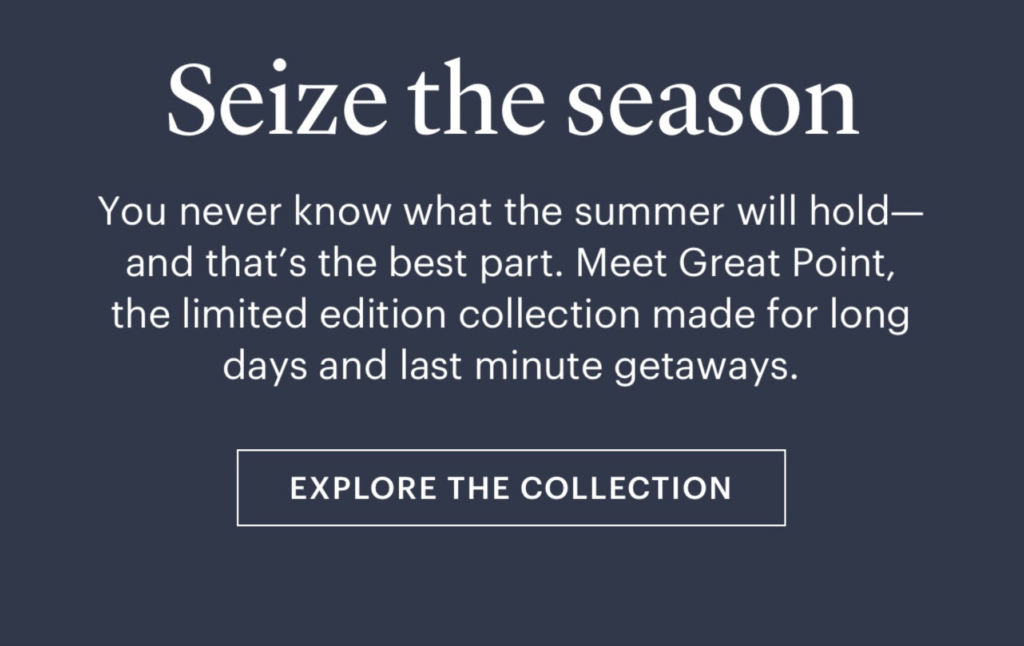 Seize the season
You never know what the summer will hold—
and that’s the best part. Meet Great Point,
the limited edition collection made for long
days and last minute getaways.
EXPLORE THE COLLECTION